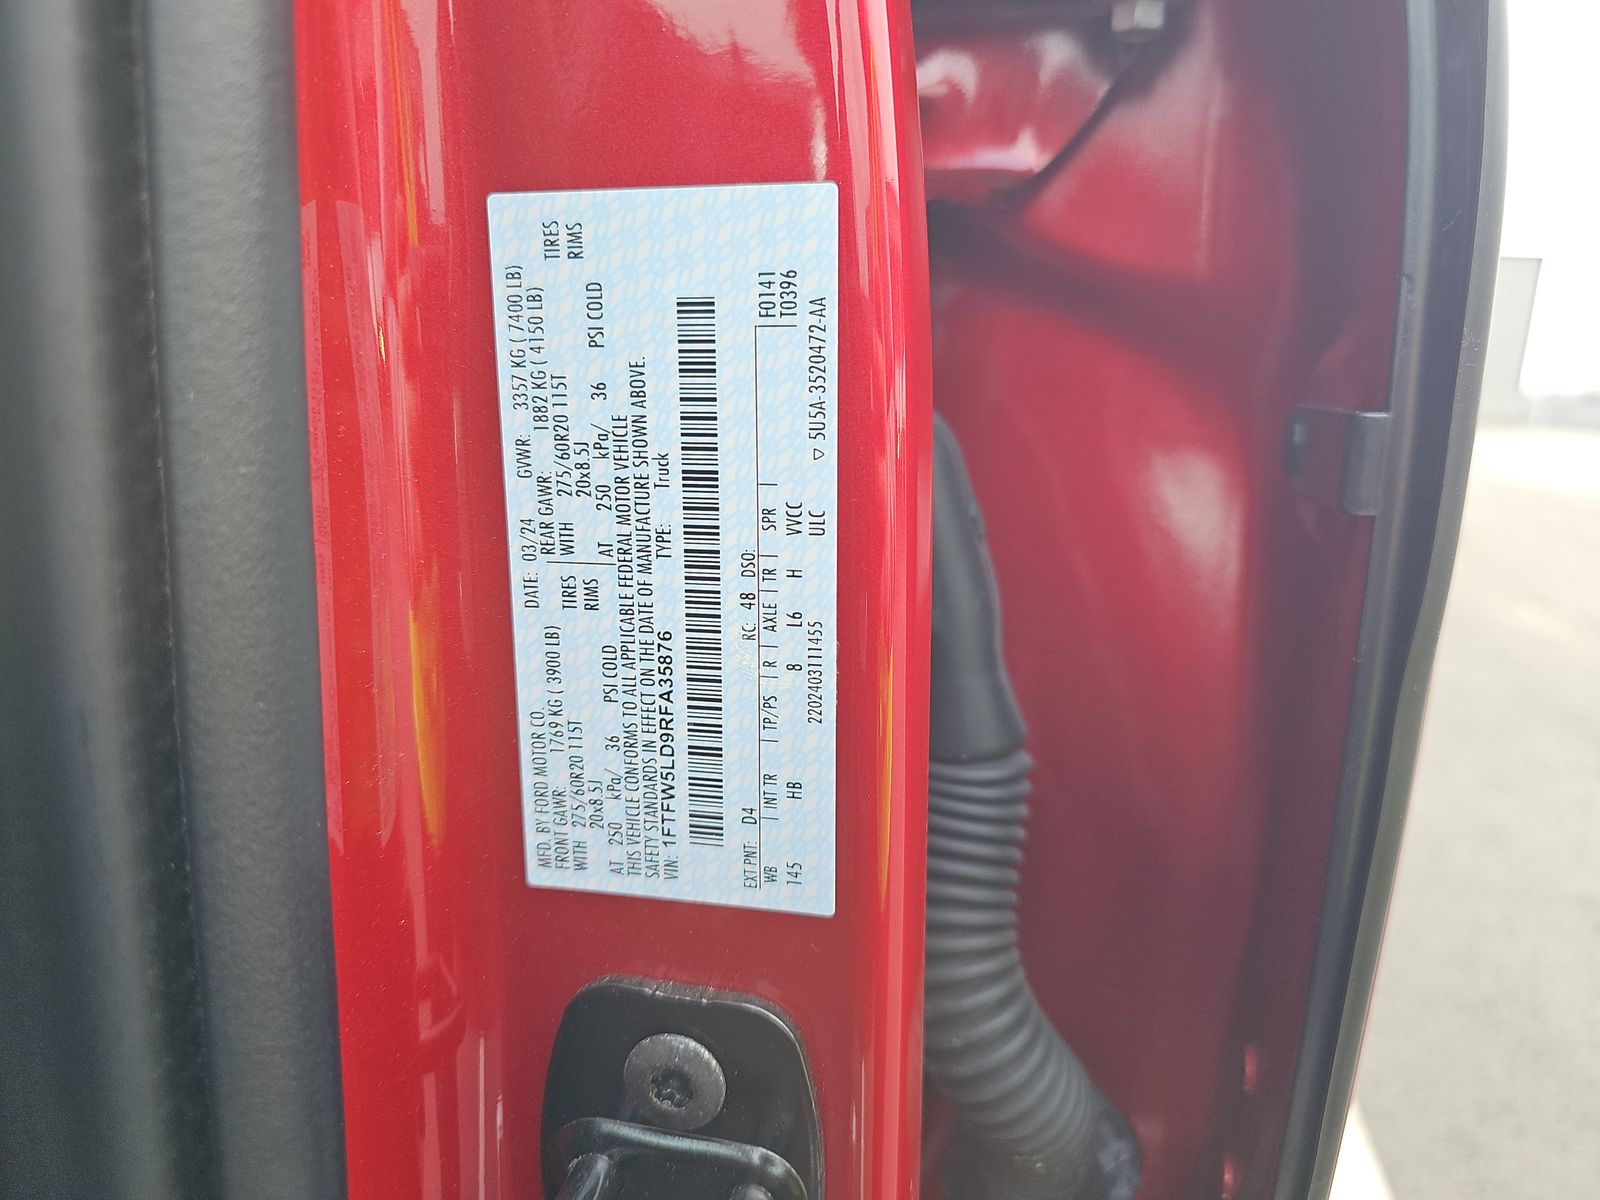 MFD. BY FORD MOTOR CO.
DATE: 03/24 GVWR: 3357 KG ( 7400 LB)
FRONT GAWR: 1769 KG ( 3900 LB) REAR GAWR: 1882 KG ( 4150 LB)
WITH 275/60R20 115T TIRES WITH 275/60R20 115T TIRES
20x8.5J RIMS 20x8.5J RIMS
AT 250 kPa/ 36 PSI COLD AT 250 kPa/ 36 PSI COLD
THIS VEHICLE CONFORMS TO ALL APPLICABLE FEDERAL MOTOR VEHICLE
SAFETY STANDARDS IN EFFECT ON THE DATE OF MANUFACTURE SHOWN ABOVE.
VIN: 1FTFW5LD9RFA35876 TYPE: Truck
EXT PNT: D4 RC: 48 DSO: F0141
WB | INT TR | TP/PS | R | AXLE | TR | SPR | T0396
145 HB 8 L6 H VVCC
2202403111455 ULC ▽ 5U5A-3520472-AA